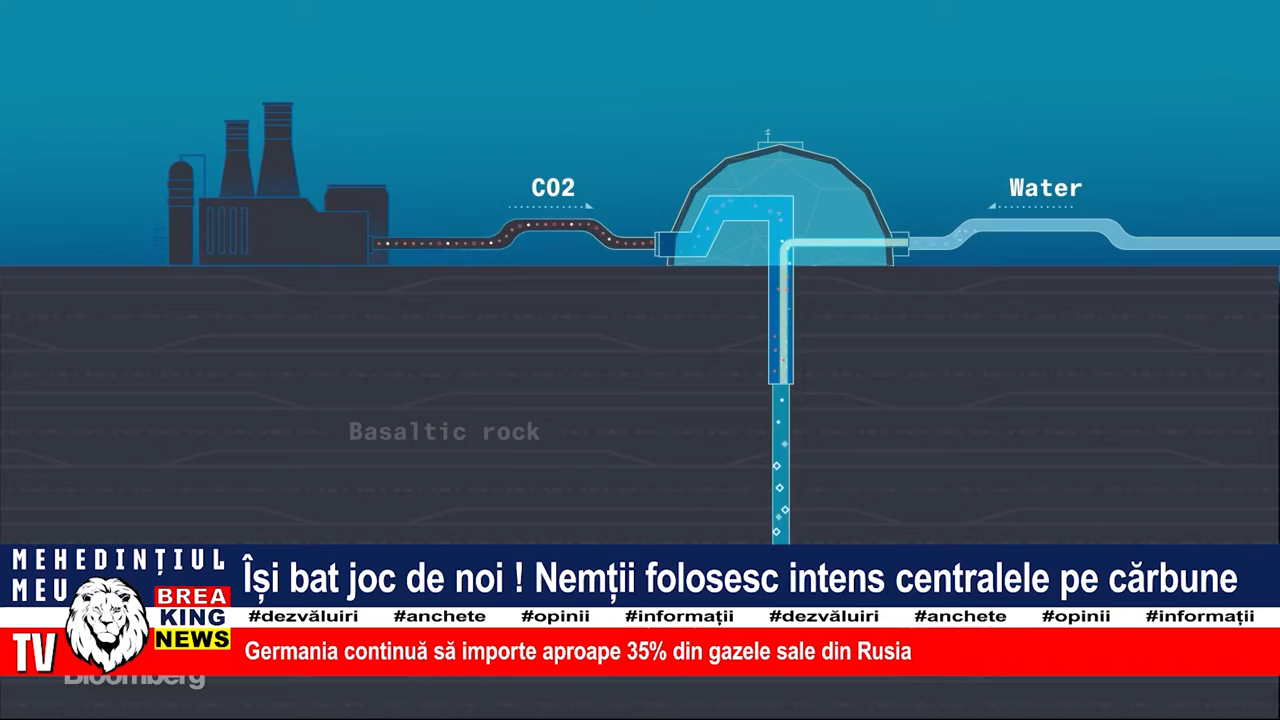 CO2
Water
Basaltic rock
MEHEDINȚIUL
MEU
TV
BREA
KING
NEWS
Își bat joc de noi ! Nemții folosesc intens centralele pe cărbune
#dezvăluiri #anchete #opinii #informații #dezvăluiri #anchete #opinii #informații
Germania continuă să importe aproape 35% din gazele sale din Rusia
Bloomberg